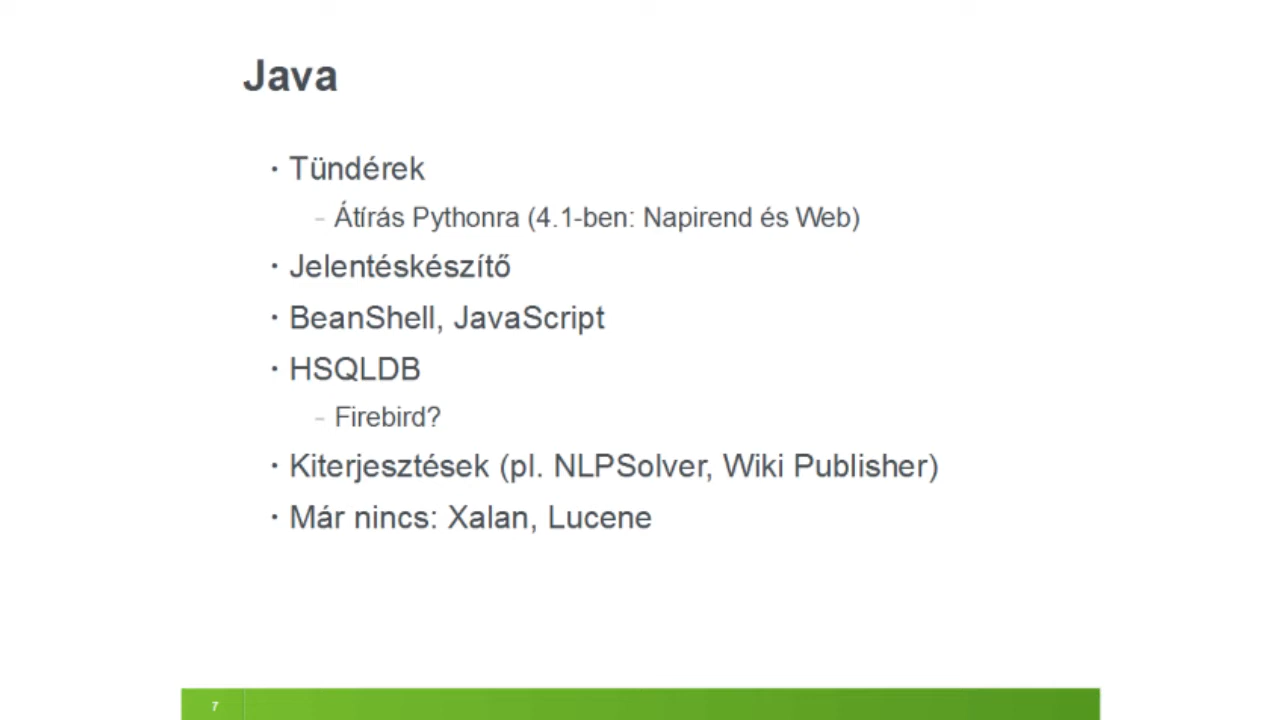 Java
· Tündérek
– Átírás Pythonra (4.1-ben: Napirend és Web)
· Jelentéskészítő
· BeanShell, JavaScript
· HSQLDB
– Firebird?
· Kiterjesztések (pl. NLPSolver, Wiki Publisher)
· Már nincs: Xalan, Lucene
7